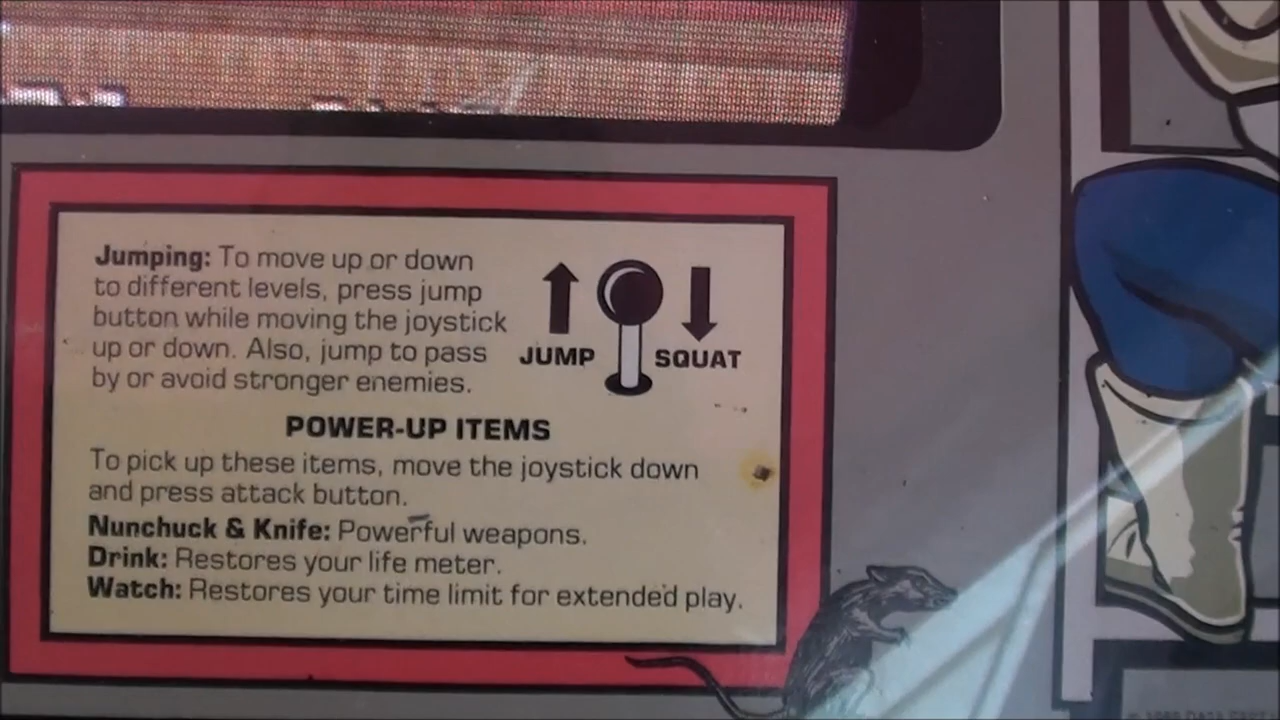 Jumping: To move up or down
to different levels, press jump
button while moving the joystick
up or down. Also, jump to pass
by or avoid stronger enemies.
JUMP SQUAT
POWER-UP ITEMS
To pick up these items, move the joystick down
and press attack button.
Nunchuck & Knife: Powerful weapons.
Drink: Restores your life meter.
Watch: Restores your time limit for extended play.